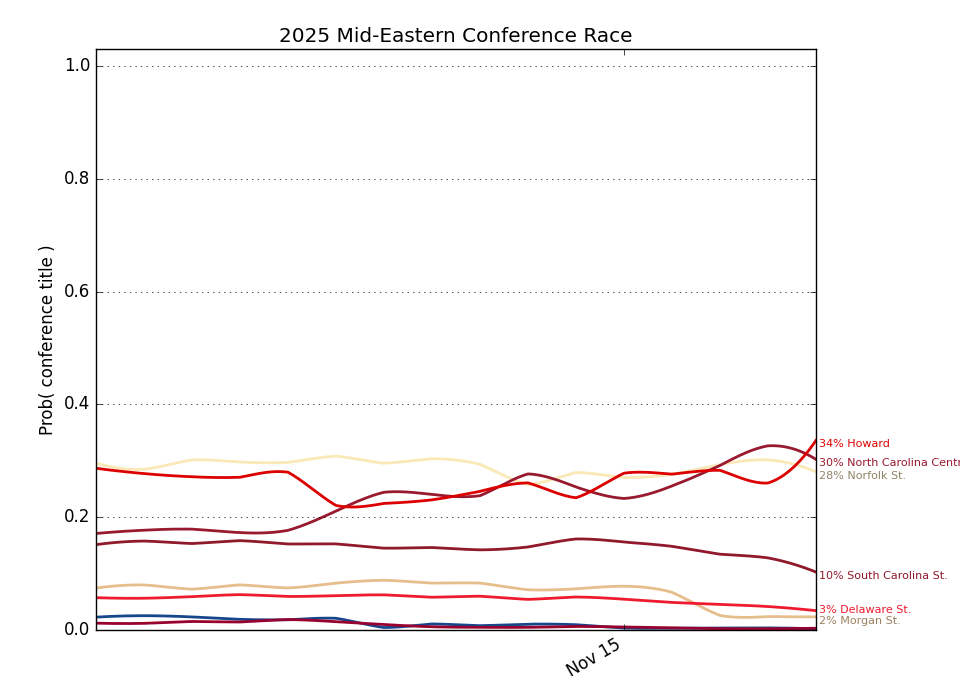 2025 Mid-Eastern Conference Race
1.0
0.8
0.6
0.4
0.2
0.0
Prob( conference title )
Nov 15
34% Howard
30% North Carolina Centr
28% Norfolk St.
10% South Carolina St.
3% Delaware St.
2% Morgan St.